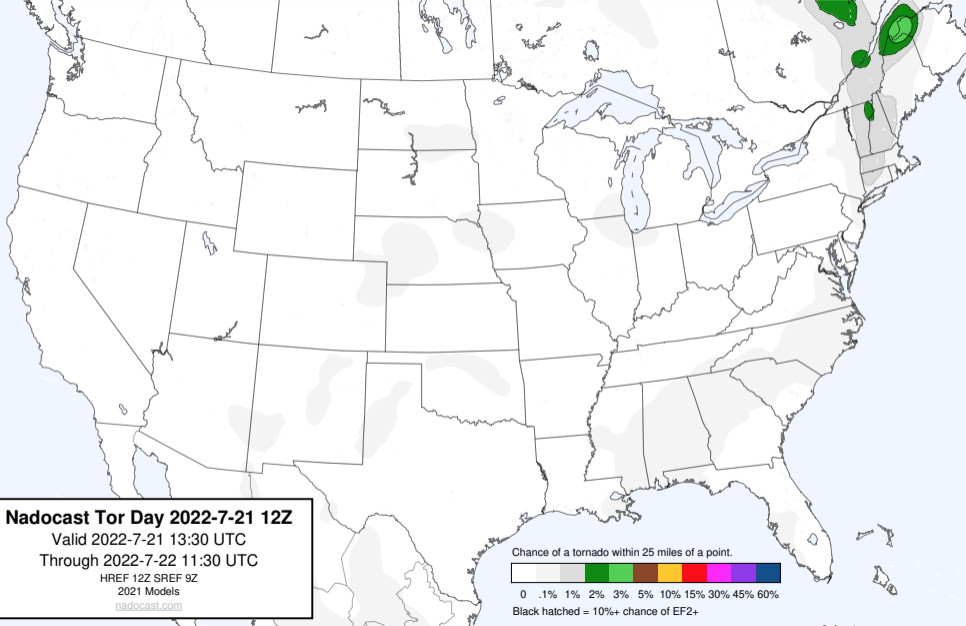 Nadocast Tor Day 2022-7-21 12Z
Valid 2022-7-21 13:30 UTC
Through 2022-7-22 11:30 UTC
HREF 12Z SREF 9Z
2021 Models
nadocast.com
Chance of a tornado within 25 miles of a point.
0 .1% 1% 2% 3% 5% 10% 15% 30% 45% 60%
Black hatched = 10%+ chance of EF2+